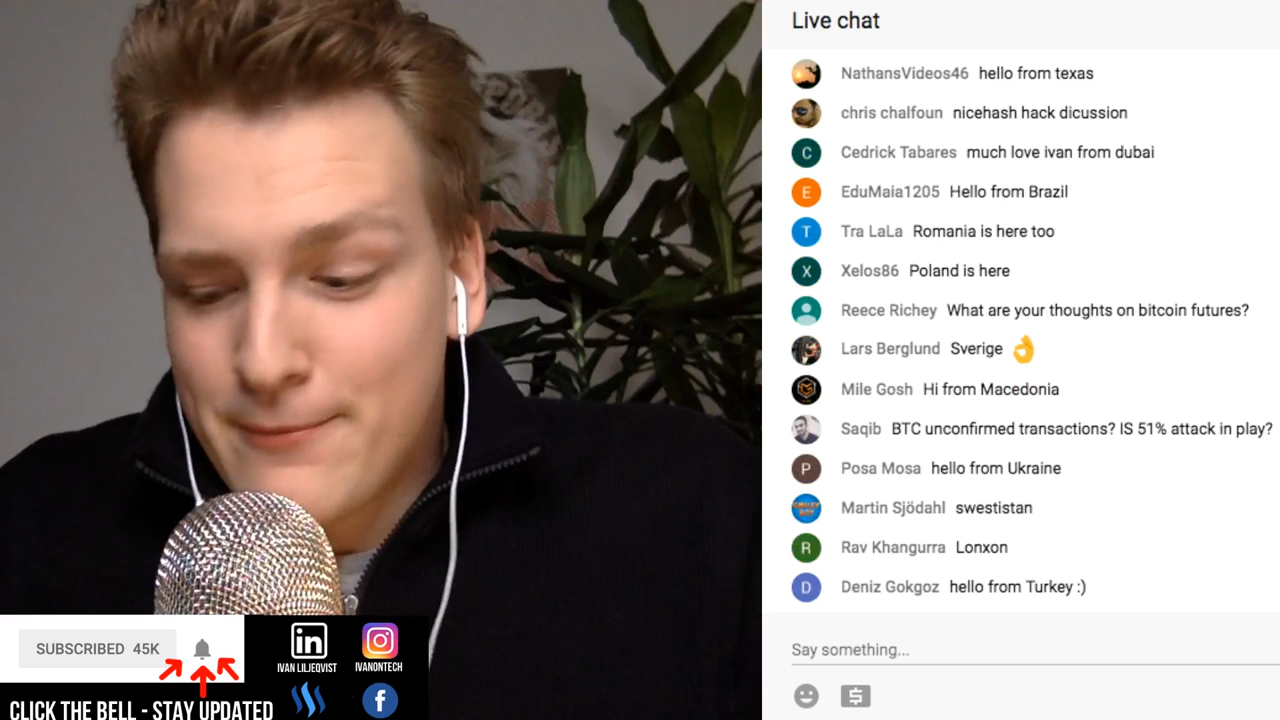 Live chat
NathansVideos46 hello from texas
chris chalfoun nicehash hack dicussion
C Cedrick Tabares much love ivan from dubai
E EduMaia1205 Hello from Brazil
T Tra LaLa Romania is here too
X Xelos86 Poland is here
Reece Richey What are your thoughts on bitcoin futures?
Lars Berglund Sverige 👌
Mile Gosh Hi from Macedonia
Saqib BTC unconfirmed transactions? IS 51% attack in play?
P Posa Mosa hello from Ukraine
Martin Sjödahl swestistan
R Rav Khangurra Lonxon
D Deniz Gokgoz hello from Turkey :)
Say something...
$
SUBSCRIBED 45K
CLICK THE BELL - STAY UPDATED
in
IVAN LILJEQVIST
IVANONTECH
f